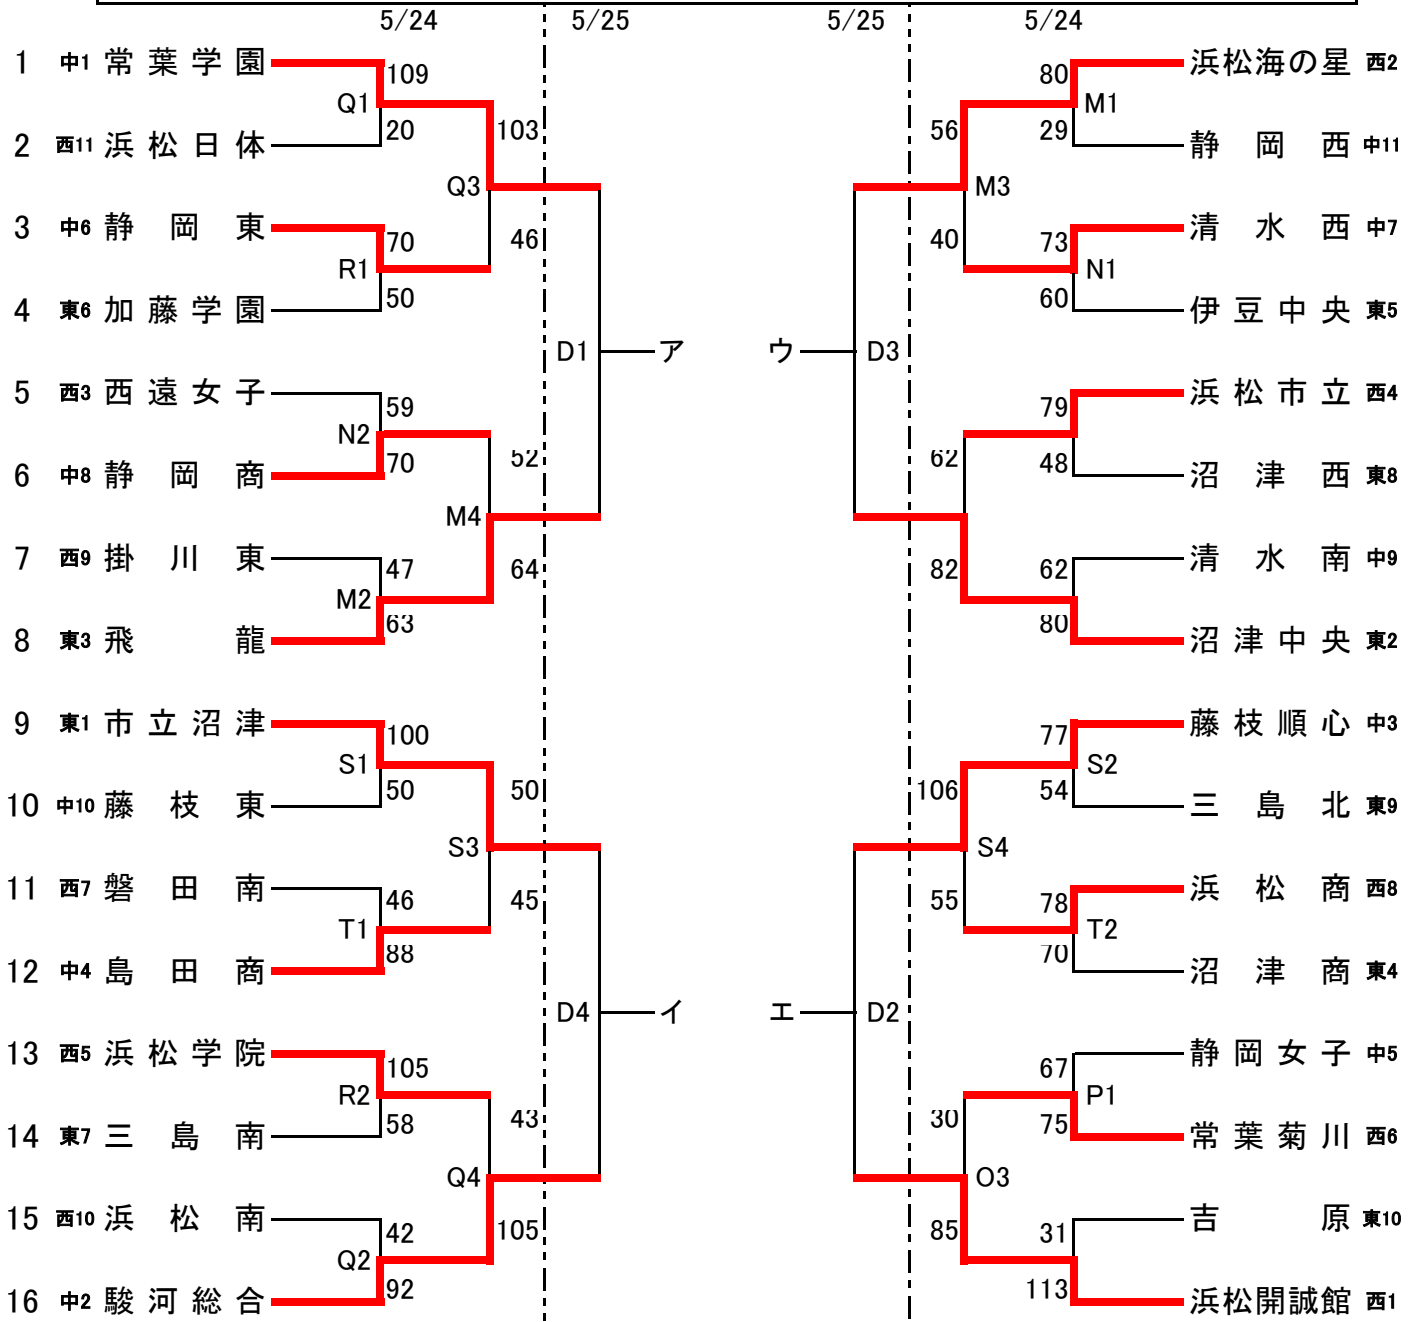 5/24 5/25 5/25 5/24
1 中1 常葉学園 109 80 浜松海の星 西2
Q1 M1
2 西11 浜松日体 20 103 56 29 静岡西 中11
Q3 M3
3 中6 静岡東 70 46 40 73 清水西 中7
R1 N1
4 東6 加藤学園 50 60 伊豆中央 東5
D1 ア ウ D3
5 西3 西遠女子 59 79 浜松市立 西4
N2
6 中8 静岡商 70 52 62 48 沼津西 東8
M4
7 西9 掛川東 47 64 82 62 清水南 中9
M2
8 東3 飛龍 63 80 沼津中央 東2
9 東1 市立沼津 100 77 藤枝順心 中3
S1 S2
10 中10 藤枝東 50 50 106 54 三島北 東9
S3 S4
11 西7 磐田南 46 45 55 78 浜松商 西8
T1 T2
12 中4 島田商 88 70 沼津商 東4
D4 イ エ D2
13 西5 浜松学院 105 67 静岡女子 中5
R2 P1
14 東7 三島南 58 43 30 75 常葉菊川 西6
Q4 O3
15 西10 浜松南 42 105 85 31 吉原 東10
Q2
16 中2 駿河総合 92 113 浜松開誠館 西1